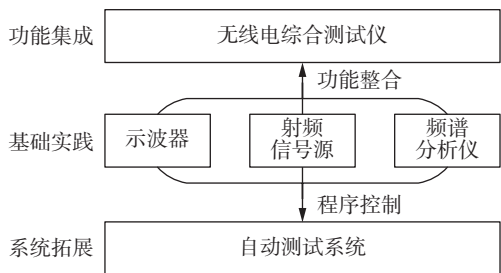 功能集成
无线电综合测试仪
功能整合
基础实践
示波器
射频
信号源
频谱
分析仪
程序控制
系统拓展
自动测试系统